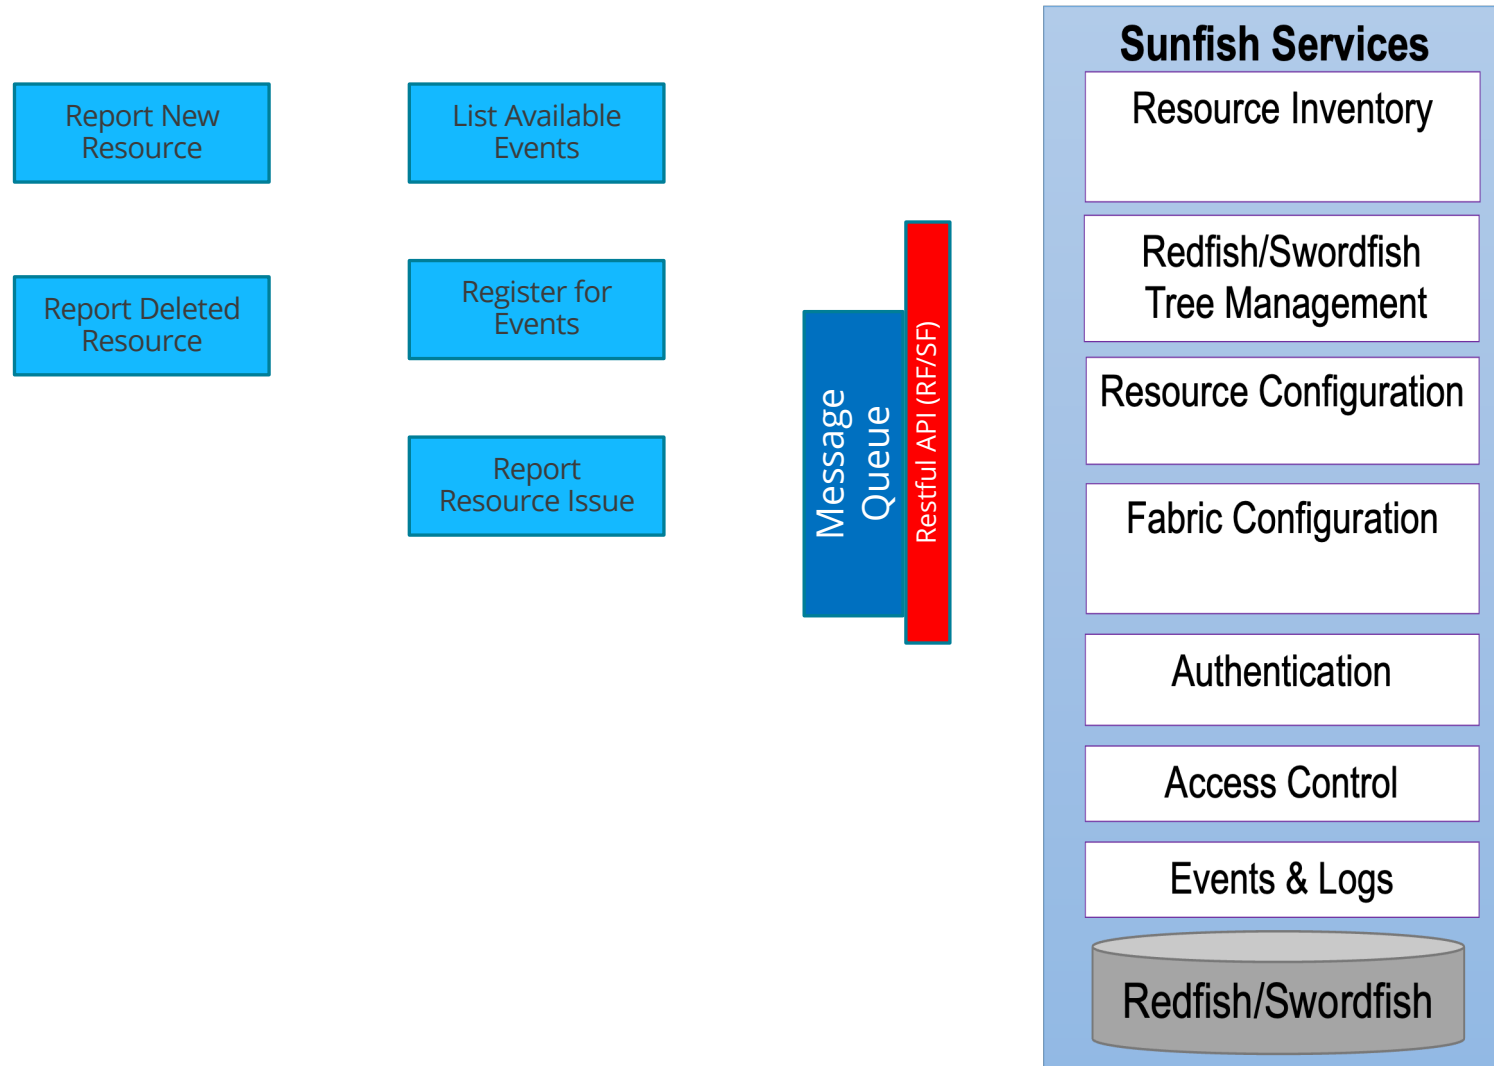 Report New
Resource
Report Deleted
Resource
List Available
Events
Register for
Events
Report
Resource Issue
Message
Queue
Restful API (RF/SF)
Sunfish Services
Resource Inventory
Redfish/Swordfish
Tree Management
Resource Configuration
Fabric Configuration
Authentication
Access Control
Events & Logs
Redfish/Swordfish